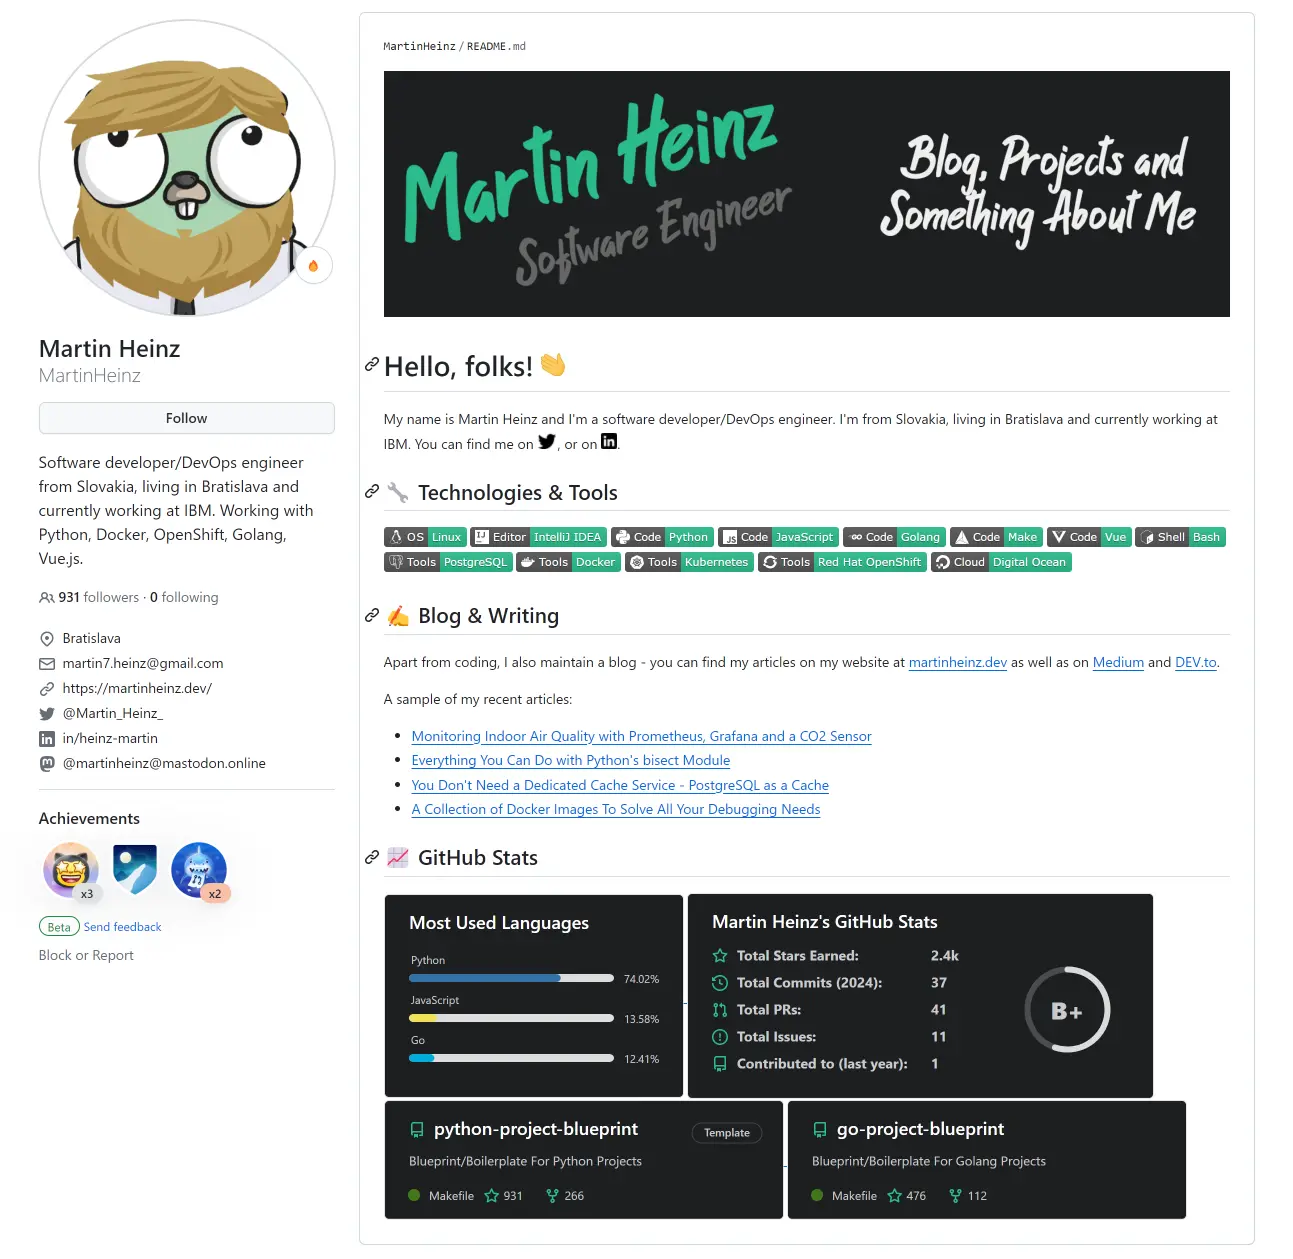 Martin Heinz
MartinHeinz
Follow
Software developer/DevOps engineer
from Slovakia, living in Bratislava and
currently working at IBM. Working with
Python, Docker, OpenShift, Golang,
Vue.js.
931 followers · 0 following
Bratislava
martin7.heinz@gmail.com
https://martinheinz.dev/
@Martin_Heinz_
in/heinz-martin
@martinheinz@mastodon.online
Achievements
x3
x2
Beta Send feedback
Block or Report
MartinHeinz/README.md
Martin Heinz
Software Engineer
Blog, Projects and
Something About Me
Hello, folks! 👋
My name is Martin Heinz and I'm a software developer/DevOps engineer. I'm from Slovakia, living in Bratislava and currently working at
IBM. You can find me on , or on in.
Technologies & Tools
OS Linux IJ Editor IntelliJ IDEA Code Python JS Code JavaScript GO Code Golang Code Make Code Vue Shell Bash
Tools PostgreSQL Tools Docker Tools Kubernetes Tools Red Hat OpenShift Cloud Digital Ocean
Blog & Writing
Apart from coding, I also maintain a blog - you can find my articles on my website at martinheinz.dev as well as on Medium and DEV.to.
A sample of my recent articles:
• Monitoring Indoor Air Quality with Prometheus, Grafana and a CO2 Sensor
• Everything You Can Do with Python's bisect Module
• You Don't Need a Dedicated Cache Service - PostgreSQL as a Cache
• A Collection of Docker Images To Solve All Your Debugging Needs
GitHub Stats
Most Used Languages
Python
74.02%
JavaScript
13.58%
Go
12.41%
Martin Heinz's GitHub Stats
Total Stars Earned: 2.4k
Total Commits (2024): 37
Total PRs: 41
Total Issues: 11
Contributed to (last year): 1
B+
python-project-blueprint Template
Blueprint/Boilerplate For Python Projects
Makefile 931 266
go-project-blueprint
Blueprint/Boilerplate For Golang Projects
Makefile 476 112